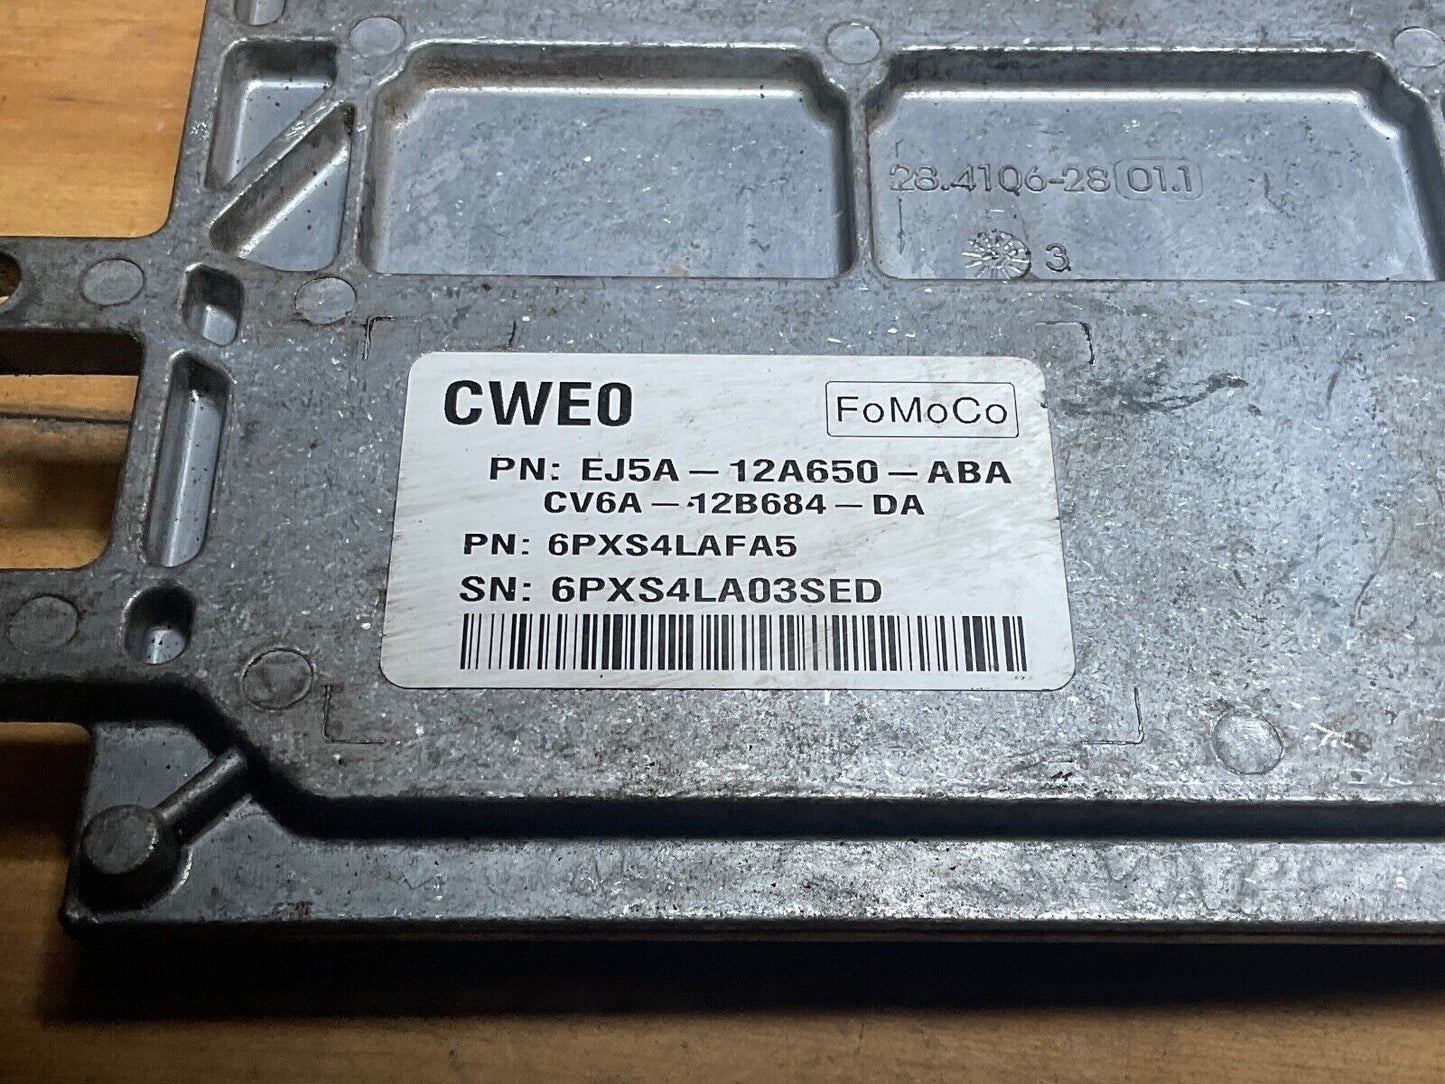 28.41Q6-28 01.1
3
CWE0
FoMoCo
PN: EJ5A-12A650-ABA
CV6A-12B684-DA
PN: 6PXS4LAFA5
SN: 6PXS4LA03SED